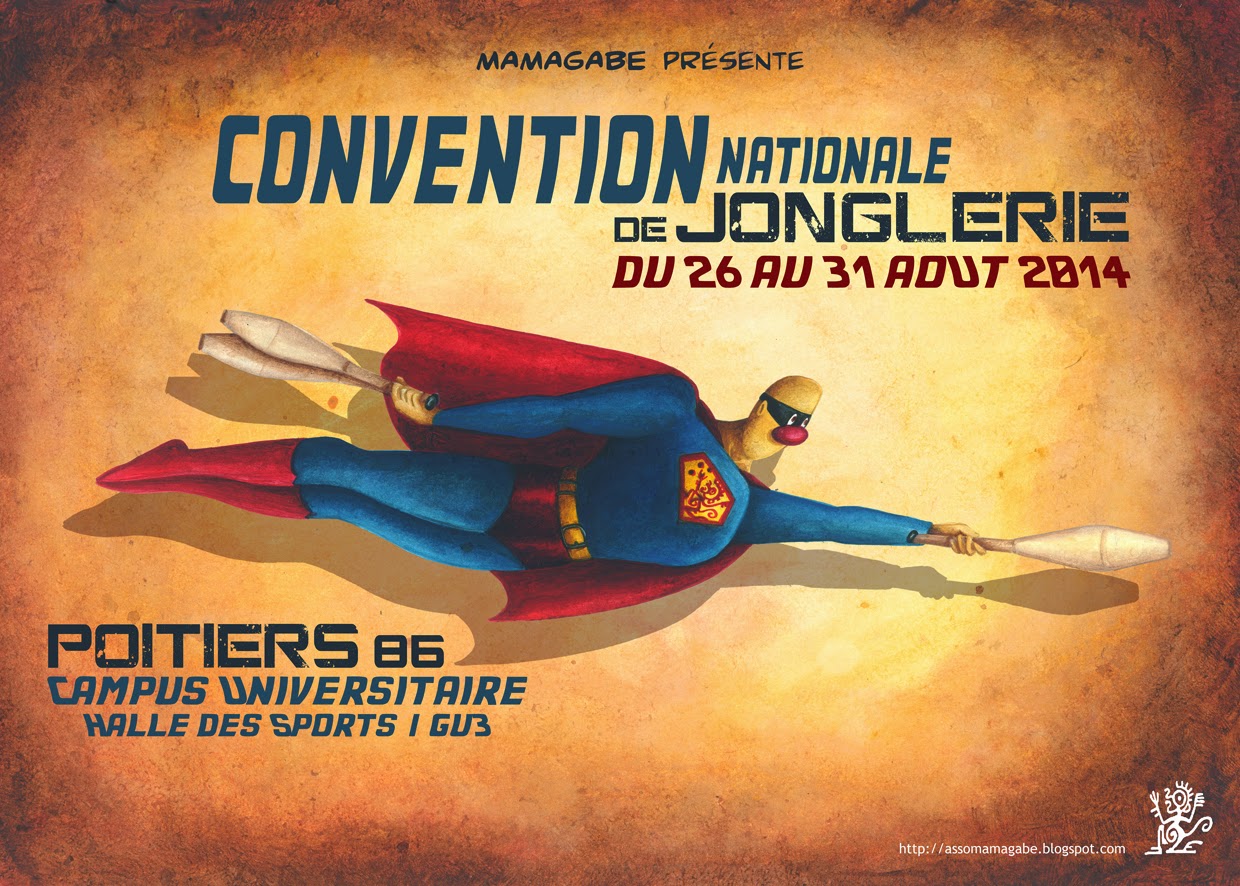 MAMAGABE PRÉSENTE
CONVENTION NATIONALE
DE JONGLERIE
DU 26 AU 31 AOUT 2014
POITIERS 86
CAMPUS UNIVERSITAIRE
HALLE DES SPORTS / GU3
http://assomamagabe.blogspot.com